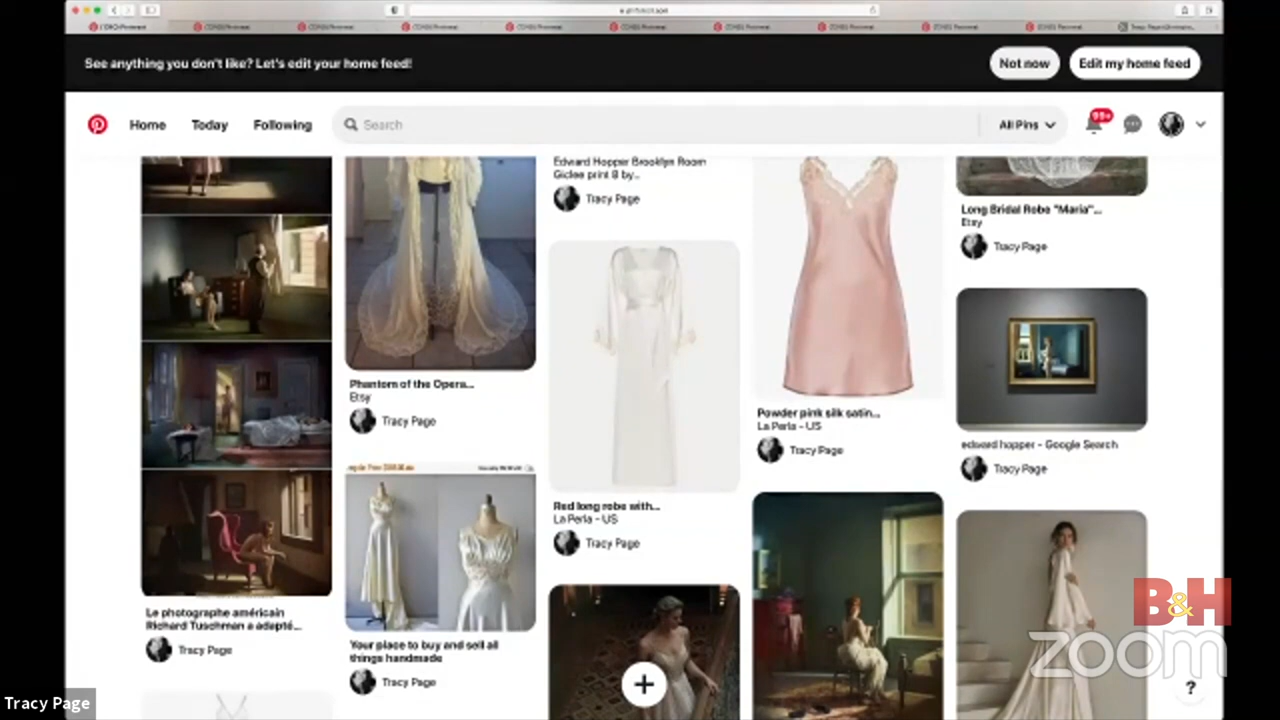 See anything you don't like? Let's edit your home feed!
Not now
Edit my home feed
Home
Today
Following
Search
All Pins
99+
Edward Hopper Brooklyn Room
Giclee print 8 by...
Tracy Page
Long Bridal Robe "Maria"...
Etsy
Tracy Page
Phantom of the Opera...
Etsy
Tracy Page
Powder pink silk satin...
La Perla - US
Tracy Page
edward hopper - Google Search
Tracy Page
Red long robe with...
La Perla - US
Tracy Page
Le photographe américain
Richard Tuschman a adapté...
Tracy Page
Your place to buy and sell all
things handmade
Tracy Page
+
?
B&H
zoom
Tracy Page